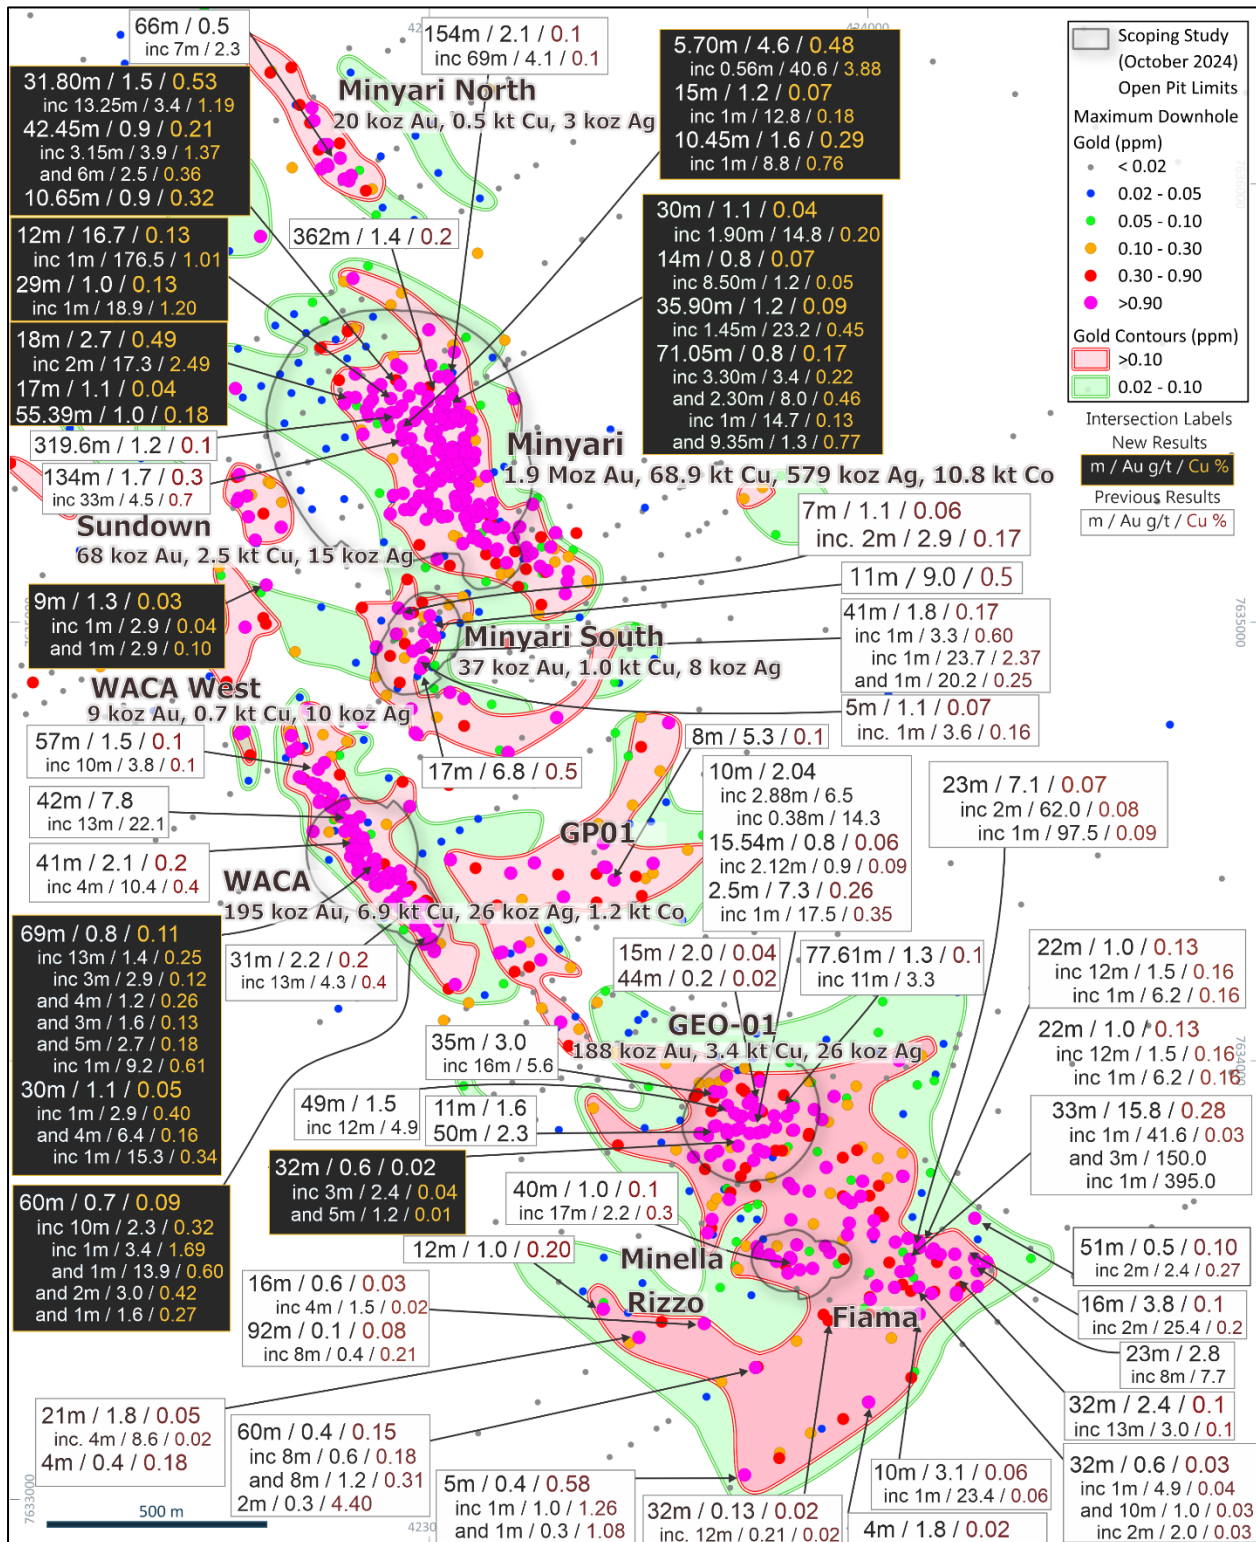 66m / 0.5
inc 7m / 2.3
154m / 2.1 / 0.1
inc 69m / 4.1 / 0.1
5.70m / 4.6 / 0.48
inc 0.56m / 40.6 / 3.88
15m / 1.2 / 0.07
inc 1m / 12.8 / 0.18
10.45m / 1.6 / 0.29
inc 1m / 8.8 / 0.76
Scoping Study
(October 2024)
Open Pit Limits
Maximum Downhole
Gold (ppm)
< 0.02
0.02 - 0.05
0.05 - 0.10
0.10 - 0.30
0.30 - 0.90
>0.90
Gold Contours (ppm)
>0.10
0.02 - 0.10
Intersection Labels
New Results
m / Au g/t / Cu %
Previous Results
m / Au g/t / Cu %
31.80m / 1.5 / 0.53
inc 13.25m / 3.4 / 1.19
42.45m / 0.9 / 0.21
inc 3.15m / 3.9 / 1.37
and 6m / 2.5 / 0.36
10.65m / 0.9 / 0.32
Minyari North
20 koz Au, 0.5 kt Cu, 3 koz Ag
12m / 16.7 / 0.13
inc 1m / 176.5 / 1.01
29m / 1.0 / 0.13
inc 1m / 18.9 / 1.20
362m / 1.4 / 0.2
30m / 1.1 / 0.04
inc 1.90m / 14.8 / 0.20
14m / 0.8 / 0.07
inc 8.50m / 1.2 / 0.05
35.90m / 1.2 / 0.09
inc 1.45m / 23.2 / 0.45
71.05m / 0.8 / 0.17
inc 3.30m / 3.4 / 0.22
and 2.30m / 8.0 / 0.46
inc 1m / 14.7 / 0.13
and 9.35m / 1.3 / 0.77
7636000
18m / 2.7 / 0.49
inc 2m / 17.3 / 2.49
17m / 1.1 / 0.04
55.39m / 1.0 / 0.18
319.6m / 1.2 / 0.1
134m / 1.7 / 0.3
inc 33m / 4.5 / 0.7
Minyari
1.9 Moz Au, 68.9 kt Cu, 579 koz Ag, 10.8 kt Co
Sundown
68 koz Au, 2.5 kt Cu, 15 koz Ag
7m / 1.1 / 0.06
inc. 2m / 2.9 / 0.17
11m / 9.0 / 0.5
9m / 1.3 / 0.03
inc 1m / 2.9 / 0.04
and 1m / 2.9 / 0.10
41m / 1.8 / 0.17
inc 1m / 3.3 / 0.60
inc 1m / 23.7 / 2.37
and 1m / 20.2 / 0.25
7635000
Minyari South
37 koz Au, 1.0 kt Cu, 8 koz Ag
WACA West
9 koz Au, 0.7 kt Cu, 10 koz Ag
5m / 1.1 / 0.07
inc. 1m / 3.6 / 0.16
57m / 1.5 / 0.1
inc 10m / 3.8 / 0.1
17m / 6.8 / 0.5
8m / 5.3 / 0.1
42m / 7.8
inc 13m / 22.1
10m / 2.04
inc 2.88m / 6.5
inc 0.38m / 14.3
15.54m / 0.8 / 0.06
inc 2.12m / 0.9 / 0.09
2.5m / 7.3 / 0.26
inc 1m / 17.5 / 0.35
23m / 7.1 / 0.07
inc 2m / 62.0 / 0.08
inc 1m / 97.5 / 0.09
41m / 2.1 / 0.2
inc 4m / 10.4 / 0.4
GP01
WACA
195 koz Au, 6.9 kt Cu, 26 koz Ag, 1.2 kt Co
69m / 0.8 / 0.11
inc 13m / 1.4 / 0.25
inc 3m / 2.9 / 0.12
and 4m / 1.2 / 0.26
and 3m / 1.6 / 0.13
and 5m / 2.7 / 0.18
inc 1m / 9.2 / 0.61
30m / 1.1 / 0.05
inc 1m / 2.9 / 0.40
and 4m / 6.4 / 0.16
inc 1m / 15.3 / 0.34
31m / 2.2 / 0.2
inc 13m / 4.3 / 0.4
15m / 2.0 / 0.04
44m / 0.2 / 0.02
77.61m / 1.3 / 0.1
inc 11m / 3.3
22m / 1.0 / 0.13
inc 12m / 1.5 / 0.16
inc 1m / 6.2 / 0.16
GEO-01
188 koz Au, 3.4 kt Cu, 26 koz Ag
35m / 3.0
inc 16m / 5.6
22m / 1.0 / 0.13
inc 12m / 1.5 / 0.16
inc 1m / 6.2 / 0.16
7634000
49m / 1.5
inc 12m / 4.9
11m / 1.6
50m / 2.3
33m / 15.8 / 0.28
inc 1m / 41.6 / 0.03
and 3m / 150.0
inc 1m / 395.0
32m / 0.6 / 0.02
inc 3m / 2.4 / 0.04
and 5m / 1.2 / 0.01
60m / 0.7 / 0.09
inc 10m / 2.3 / 0.32
inc 1m / 3.4 / 1.69
and 1m / 13.9 / 0.60
and 2m / 3.0 / 0.42
and 1m / 1.6 / 0.27
40m / 1.0 / 0.1
inc 17m / 2.2 / 0.3
12m / 1.0 / 0.20
Minella
51m / 0.5 / 0.10
inc 2m / 2.4 / 0.27
16m / 0.6 / 0.03
inc 4m / 1.5 / 0.02
92m / 0.1 / 0.08
inc 8m / 0.4 / 0.21
Rizzo
Fiama
16m / 3.8 / 0.1
inc 2m / 25.4 / 0.2
23m / 2.8
inc 8m / 7.7
21m / 1.8 / 0.05
inc. 4m / 8.6 / 0.02
4m / 0.4 / 0.18
60m / 0.4 / 0.15
inc 8m / 0.6 / 0.18
and 8m / 1.2 / 0.31
2m / 0.3 / 4.40
32m / 2.4 / 0.1
inc 13m / 3.0 / 0.1
5m / 0.4 / 0.58
inc 1m / 1.0 / 1.26
and 1m / 0.3 / 1.08
32m / 0.13 / 0.02
inc. 12m / 0.21 / 0.02
10m / 3.1 / 0.06
inc 1m / 23.4 / 0.06
4m / 1.8 / 0.02
32m / 0.6 / 0.03
inc 1m / 4.9 / 0.04
and 10m / 1.0 / 0.03
inc 2m / 2.0 / 0.03
7633000
500 m